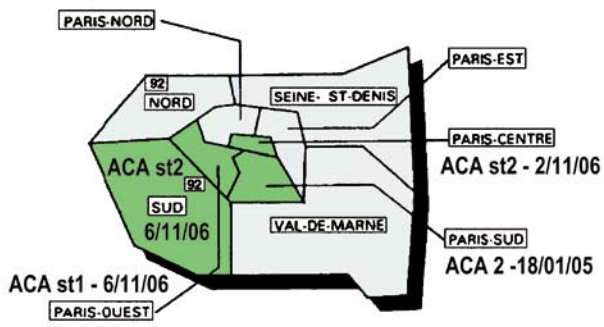 PARIS-NORD
PARIS-EST
92
NORD
SEINE- ST-DENIS
PARIS-CENTRE
ACA st2 - 2/11/06
ACA st2
92
SUD
6/11/06
VAL-DE-MARNE
PARIS-SUD
ACA 2 -18/01/05
ACA st1 - 6/11/06
PARIS-OUEST